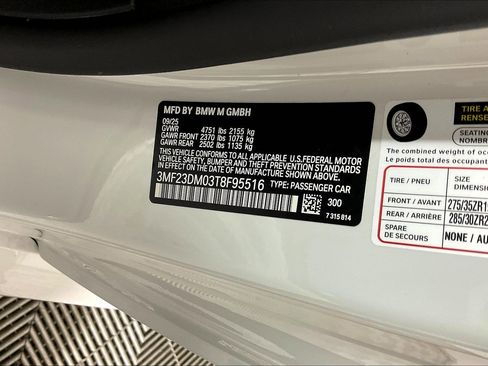 MFD BY BMW M GMBH
09/25
GVWR 4751 lbs 2155 kg
GAWR FRONT 2370 lbs 1075 kg
GAWR REAR 2502 lbs 1135 kg
THIS VEHICLE CONFORMS TO ALL APPLICABLE U.S.FEDERAL MOTOR
VEHICLE SAFETY, BUMPER, AND THEFT PREVENTION STANDARDS IN
EFFECT ON THE DATE OF MANUFACTURE SHOWN ABOVE.
3MF23DM03T8F95516 TYPE: PASSENGER CAR
300
7 315 814
TIRE
RENSE
SEATING
NOMBR
The combined weight of occ
Le poids total des occupant
TIRE / PNEU
SIZE
DIMENSION
FRONT / AVANT 275/35ZR1
REAR / ARRIÈRE 285/30ZR2
SPARE
DE SECOURS
NONE / AU